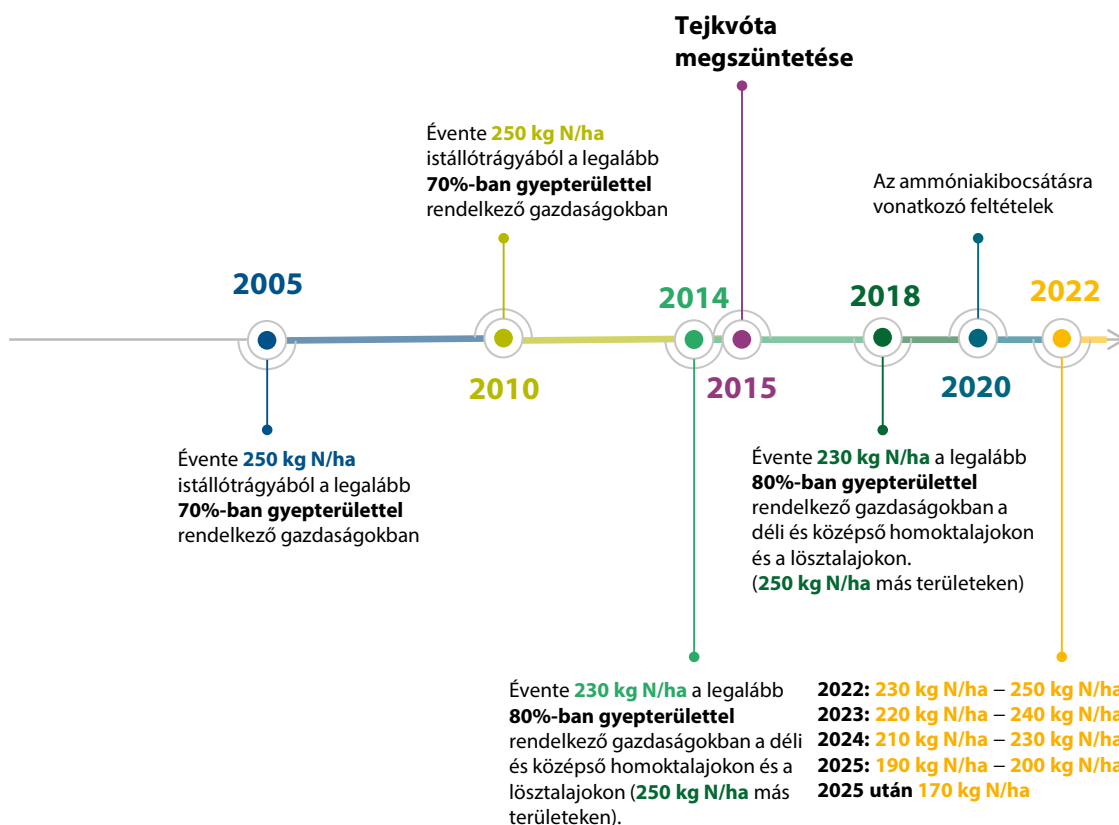 Tejkvóta
megszüntetése
Évente 250 kg N/ha
istállótrágyából a legalább
70%-ban gyepterülettel
rendelkező gazdaságokban
Az ammóniakibocsátásra
vonatkozó feltételek
2005
2014
2018
2022
2010
2015
2020
Évente 250 kg N/ha
istállótrágyából a legalább
70%-ban gyepterülettel
rendelkező gazdaságokban
Évente 230 kg N/ha a legalább
80%-ban gyepterülettel
rendelkező gazdaságokban a
déli és középső homoktalajokon
és a lösztalajokon.
(250 kg N/ha más területeken)
Évente 230 kg N/ha a legalább
80%-ban gyepterülettel
rendelkező gazdaságokban a déli
és középső homoktalajokon és a
lösztalajokon (250 kg N/ha más
területeken).
2022: 230 kg N/ha – 250 kg N/ha
2023: 220 kg N/ha – 240 kg N/ha
2024: 210 kg N/ha – 230 kg N/ha
2025: 190 kg N/ha – 200 kg N/ha
2025 után 170 kg N/ha